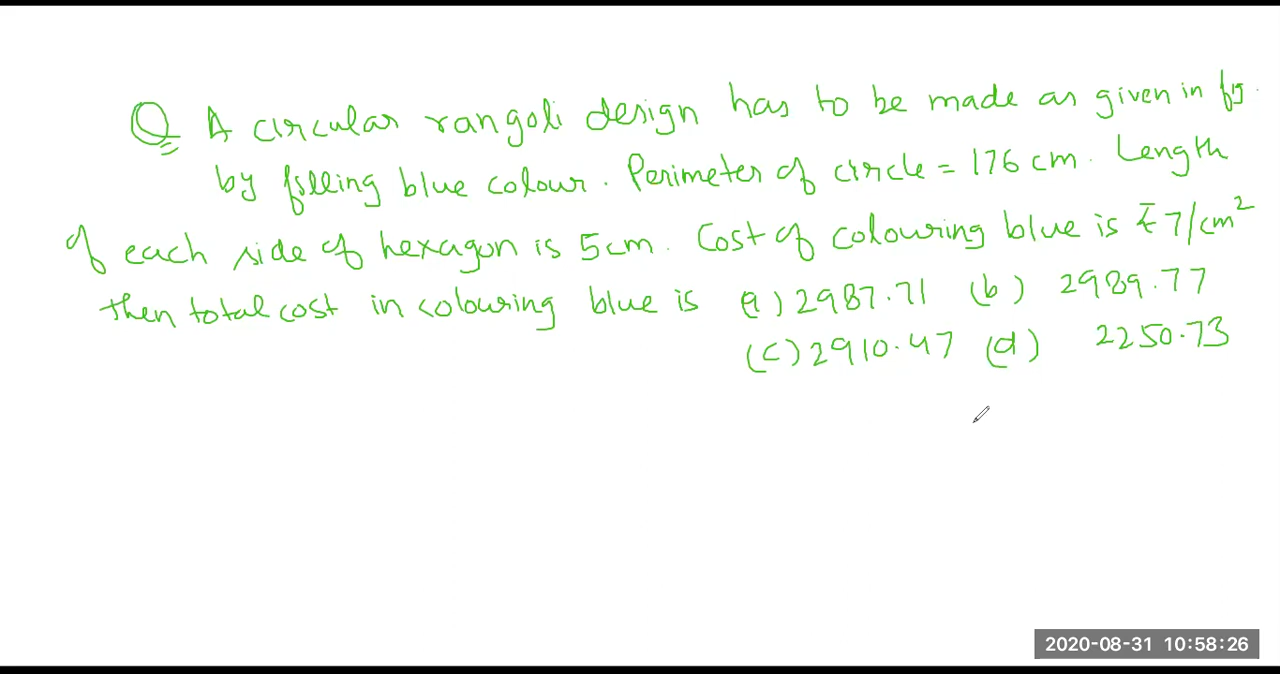 Q A circular rangoli design has to be made as given in fig.
by filling blue colour. Perimeter of circle = 176 cm. Length
of each side of hexagon is 5cm. Cost of colouring blue is ₹7/cm²
then total cost in colouring blue is (a) 2987.71 (b) 2989.77
(c) 2910.47 (d) 2250.73
2020-08-31 10:58:26